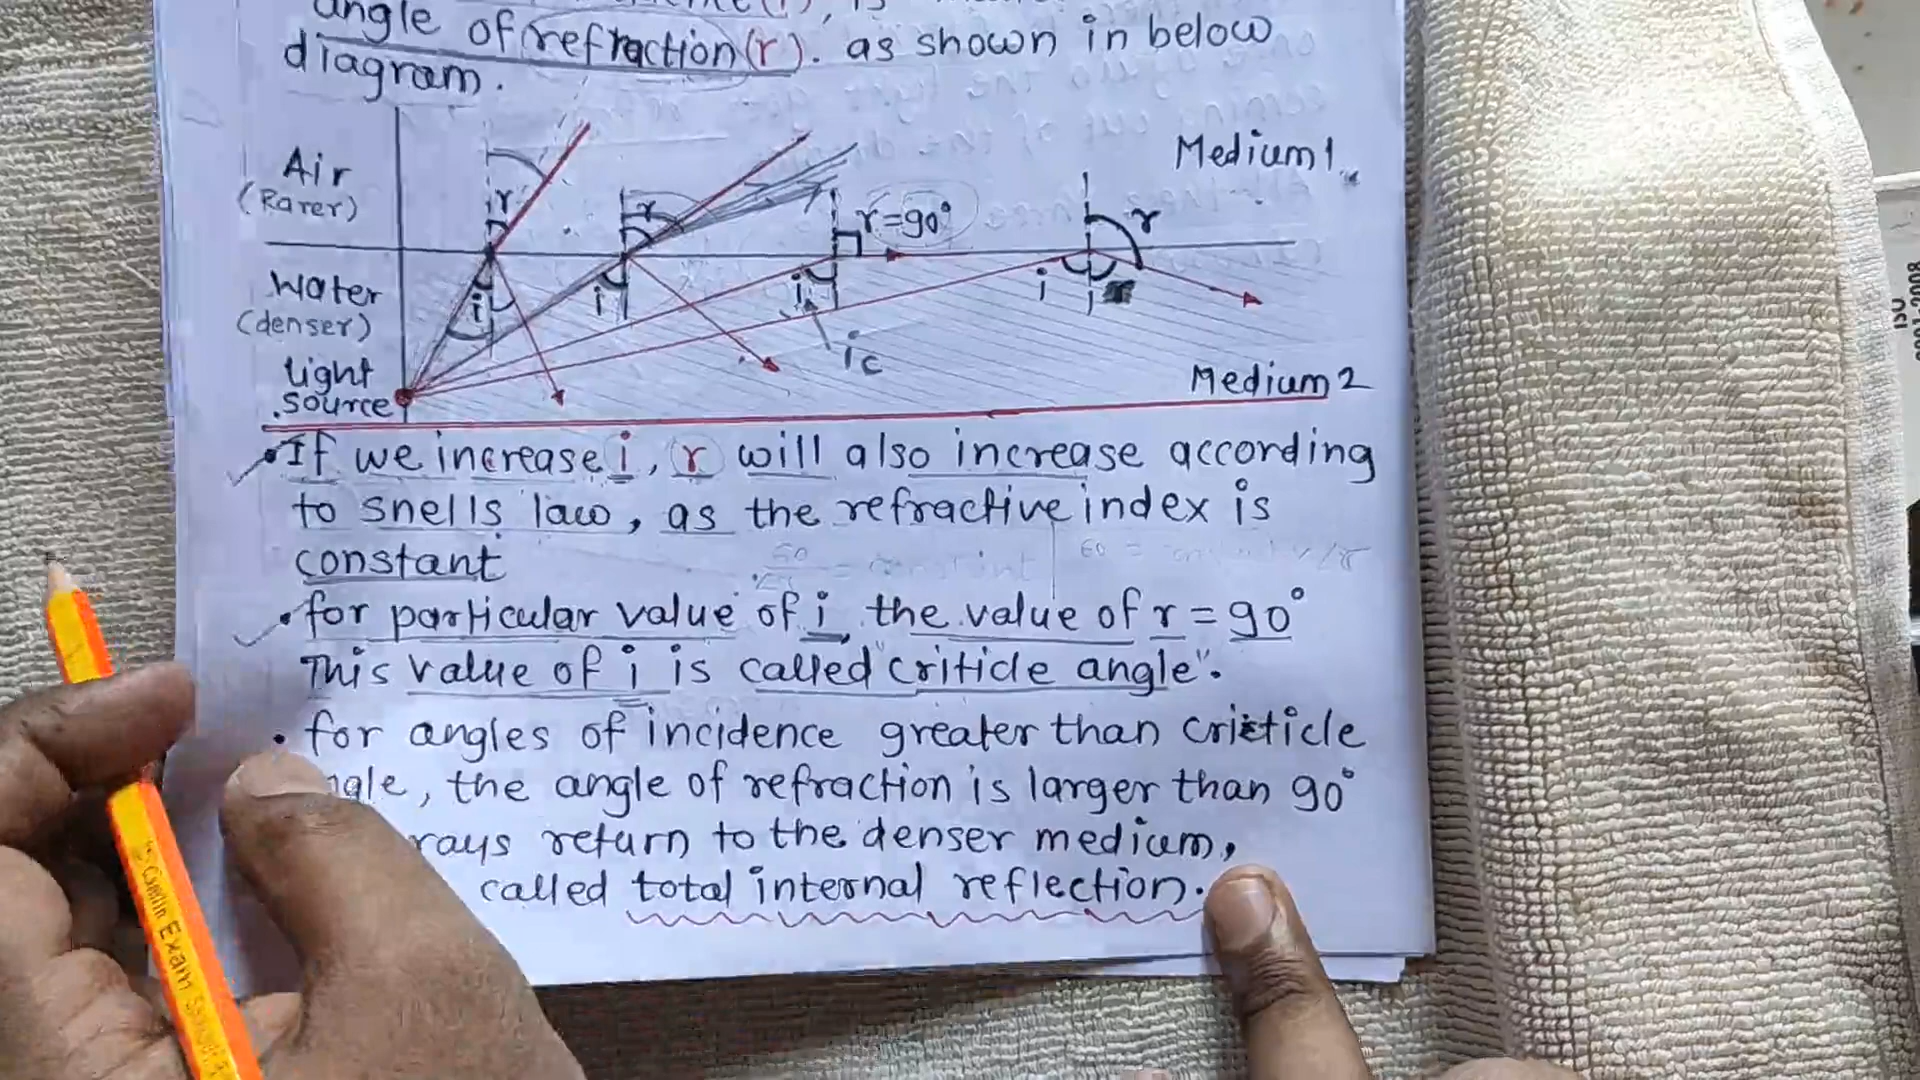 angle of refraction (r). as shown in below
diagram.
Air
(Rarer)
Medium 1
r
r
r=90°
r
Water
(denser)
i
i
i
i
ic
light
source
Medium 2
• If we increase i, r will also increase according
to snells law, as the refractive index is
constant
• for particular value of i, the value of r = 90°
This value of i is called "criticle angle".
• for angles of incidence greater than criticle
the angle of refraction is larger than 90°
rays return to the denser medium,
called total internal reflection.
Camlin Exam
ISO